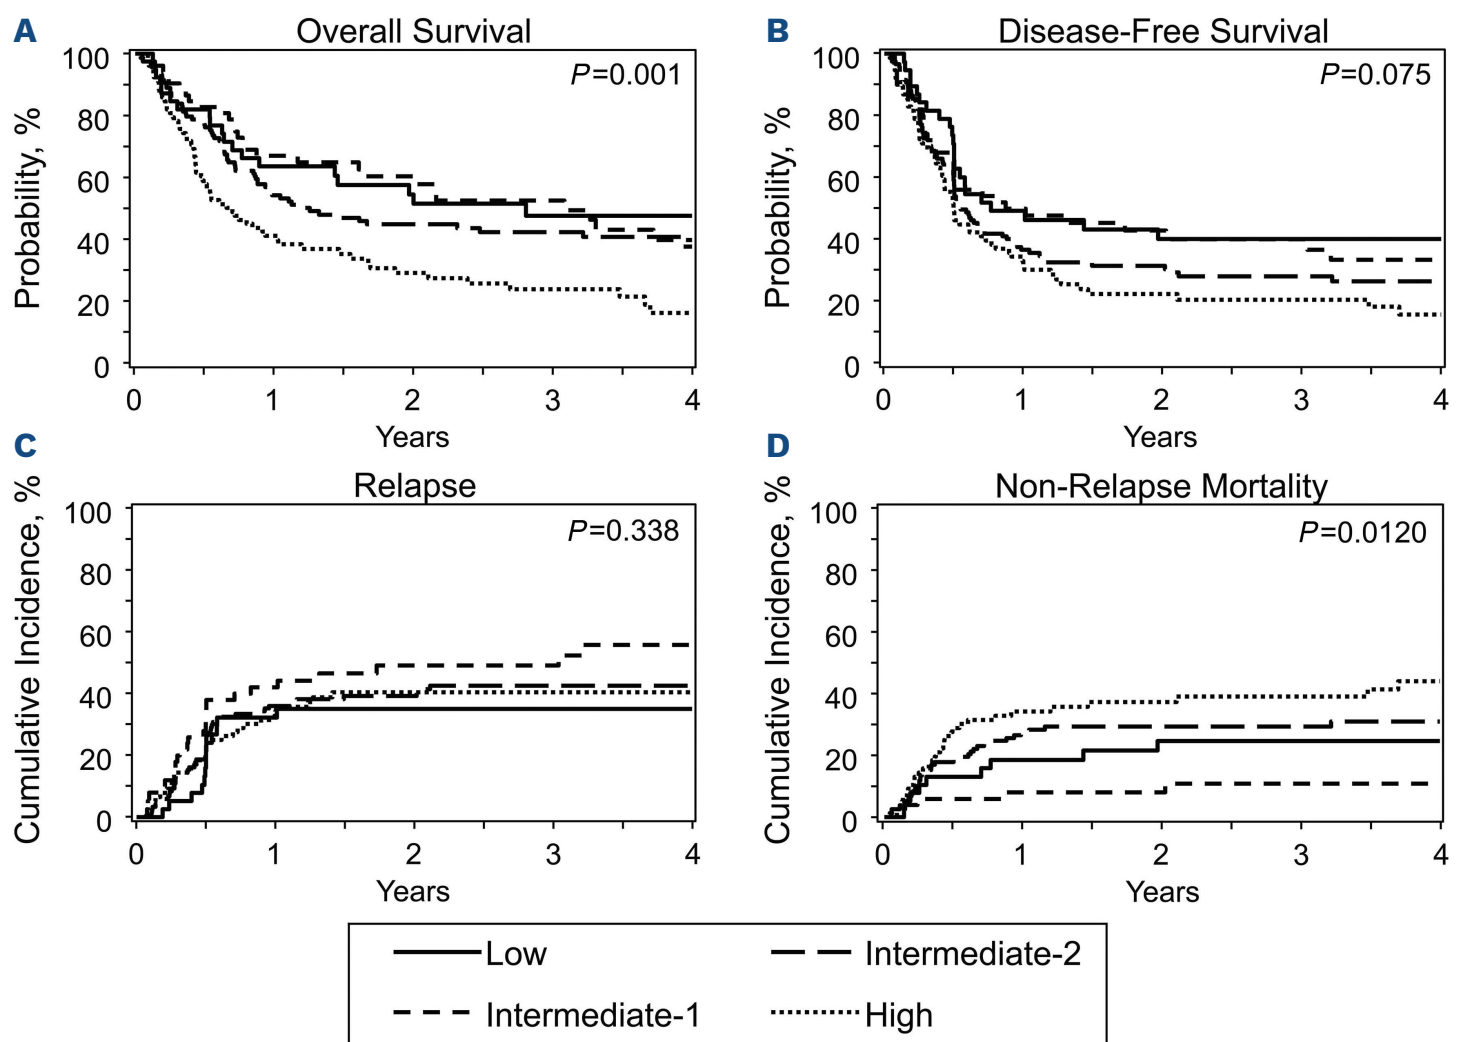 A
Overall Survival
P=0.001
Probability, %
100
80
60
40
20
0
0 1 2 3 4
Years
B
Disease-Free Survival
P=0.075
Probability, %
100
80
60
40
20
0
0 1 2 3 4
Years
C
Relapse
P=0.338
Cumulative Incidence, %
100
80
60
40
20
0
0 1 2 3 4
Years
D
Non-Relapse Mortality
P=0.0120
Cumulative Incidence, %
100
80
60
40
20
0
0 1 2 3 4
Years
Low
Intermediate-2
Intermediate-1
High